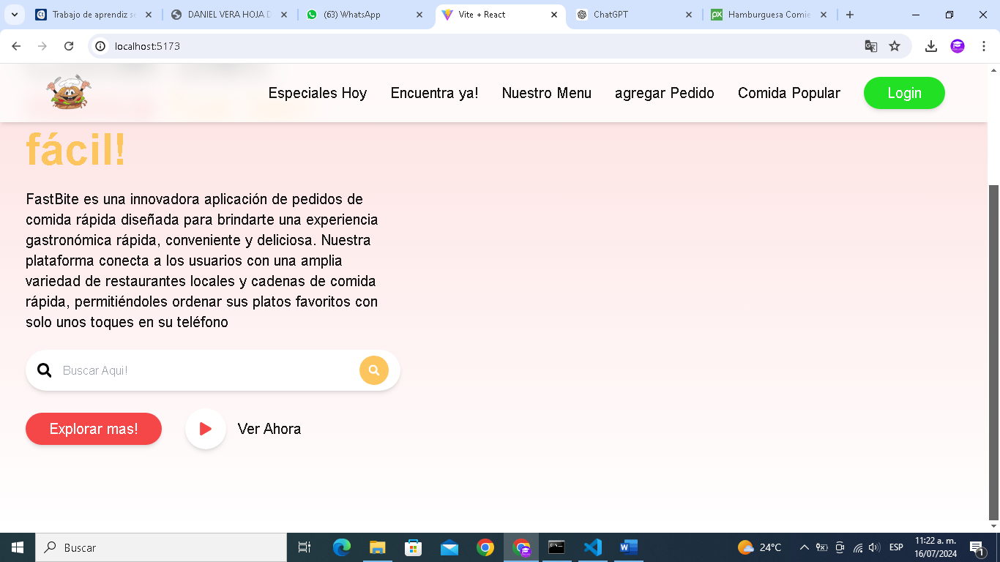 Trabajo de aprendiz se
DANIEL VERA HOJA D
(63) WhatsApp
Vite + React
ChatGPT
Hamburguesa Comie
localhost:5173
Especiales Hoy
Encuentra ya!
Nuestro Menu
agregar Pedido
Comida Popular
Login
fácil!
FastBite es una innovadora aplicación de pedidos de
comida rápida diseñada para brindarte una experiencia
gastronómica rápida, conveniente y deliciosa. Nuestra
plataforma conecta a los usuarios con una amplia
variedad de restaurantes locales y cadenas de comida
rápida, permitiéndoles ordenar sus platos favoritos con
solo unos toques en su teléfono
Buscar Aqui!
Explorar mas!
Ver Ahora
Buscar
24°C
ESP
11:22 a. m.
16/07/2024
1